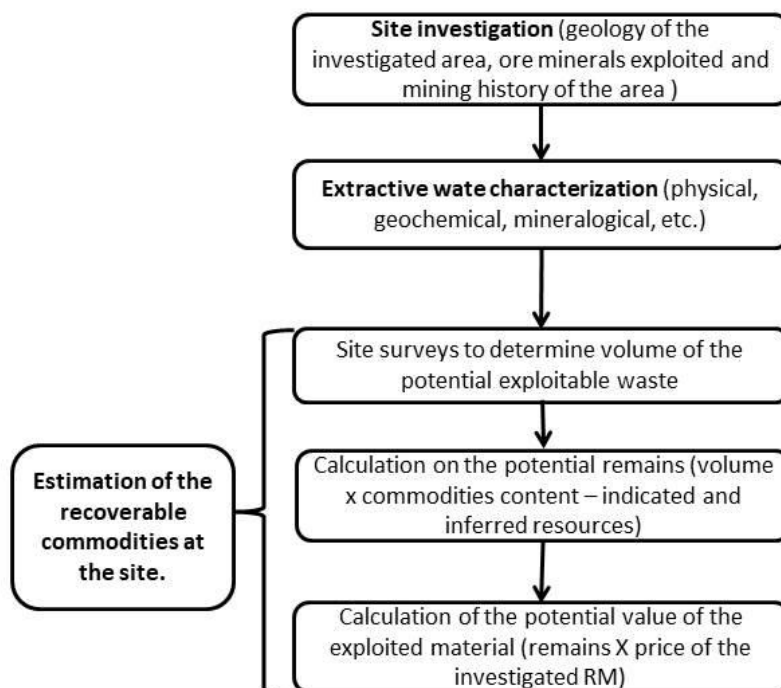 Site investigation (geology of the
investigated area, ore minerals exploited and
mining history of the area )
Extractive wate characterization (physical,
geochemical, mineralogical, etc.)
Site surveys to determine volume of the
potential exploitable waste
Calculation on the potential remains (volume
x commodities content – indicated and
inferred resources)
Estimation of the
recoverable
commodities at
the site.
Calculation of the potential value of the
exploited material (remains X price of the
investigated RM)